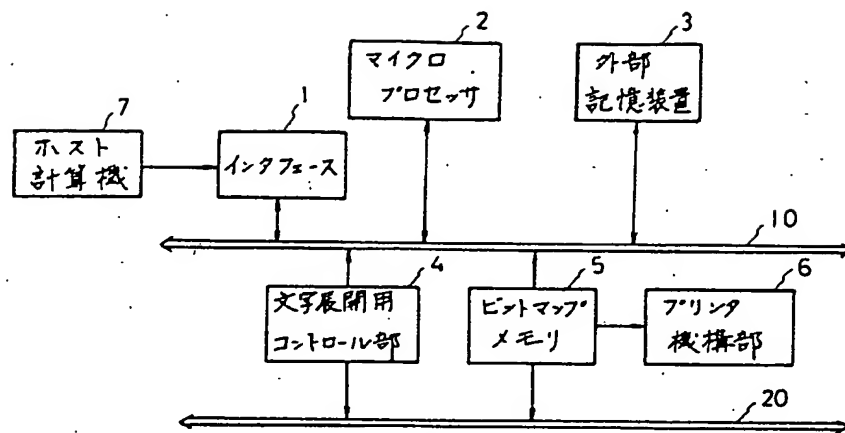 2
マイクロ
プロセッサ
3
外部
記憶装置
7
ホスト
計算機
1
インタフェース
10
4
文字展開用
コントロール部
5
ビットマップ
メモリ
6
プリンタ
機構部
20